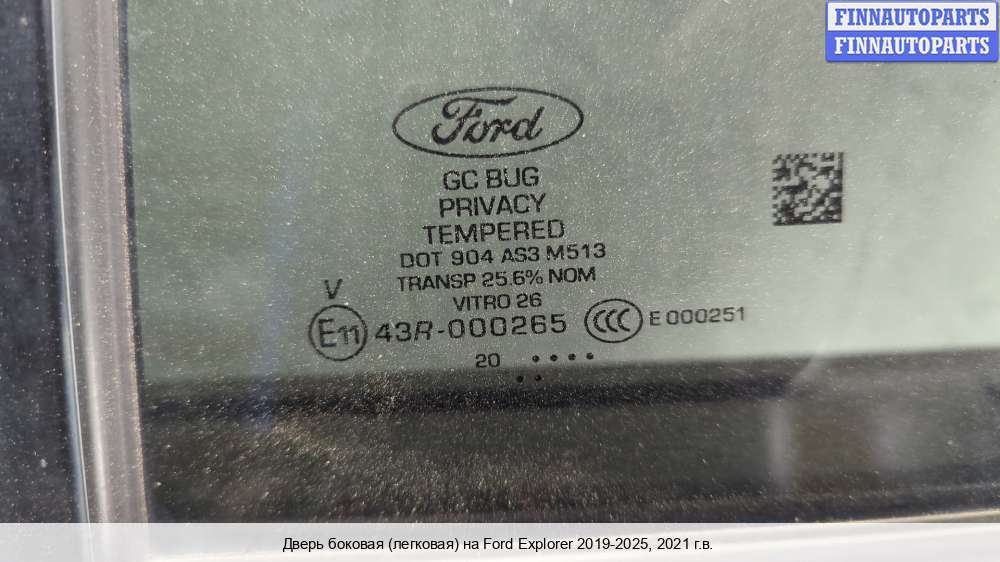 FINNAUTOPARTS
FINNAUTOPARTS
Ford
GC BUG
PRIVACY
TEMPERED
DOT 904 AS3 M513
TRANSP 25.6% NOM
VITRO 26
V
E11 43R-000265 CCC E 000251
20
Дверь боковая (легковая) на Ford Explorer 2019-2025, 2021 г.в.